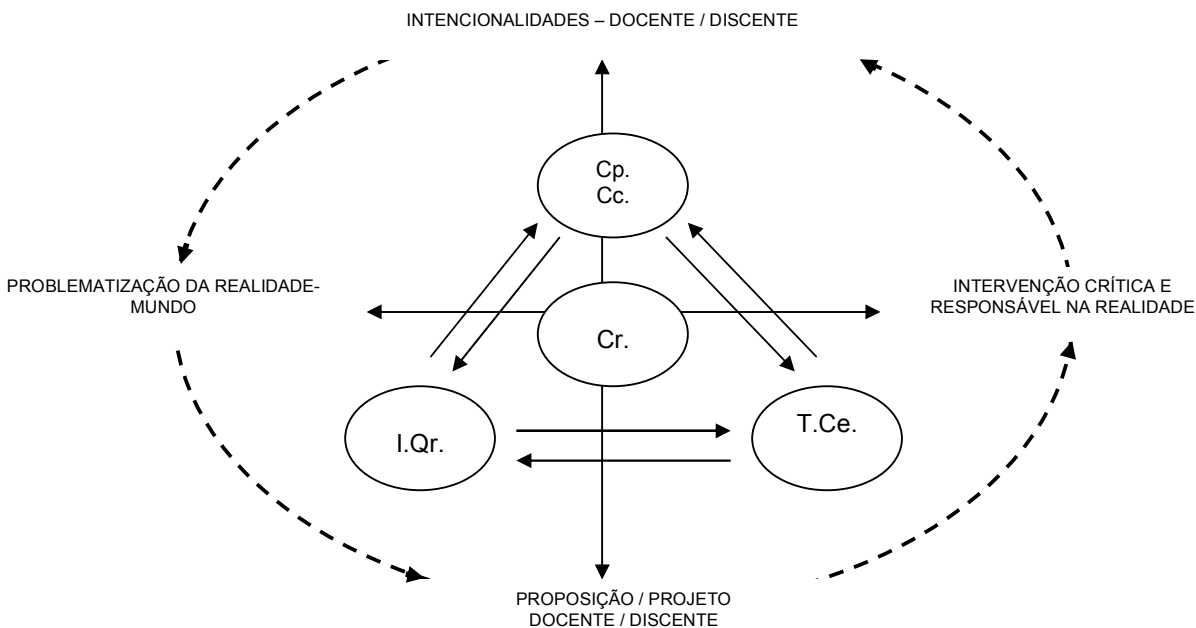 INTENCIONALIDADES – DOCENTE / DISCENTE
Cp.
Cc.
PROBLEMATIZAÇÃO DA REALIDADE-
MUNDO
INTERVENÇÃO CRÍTICA E
RESPONSÁVEL NA REALIDADE
Cr.
I.Qr.
T.Ce.
PROPOSIÇÃO / PROJETO
DOCENTE / DISCENTE